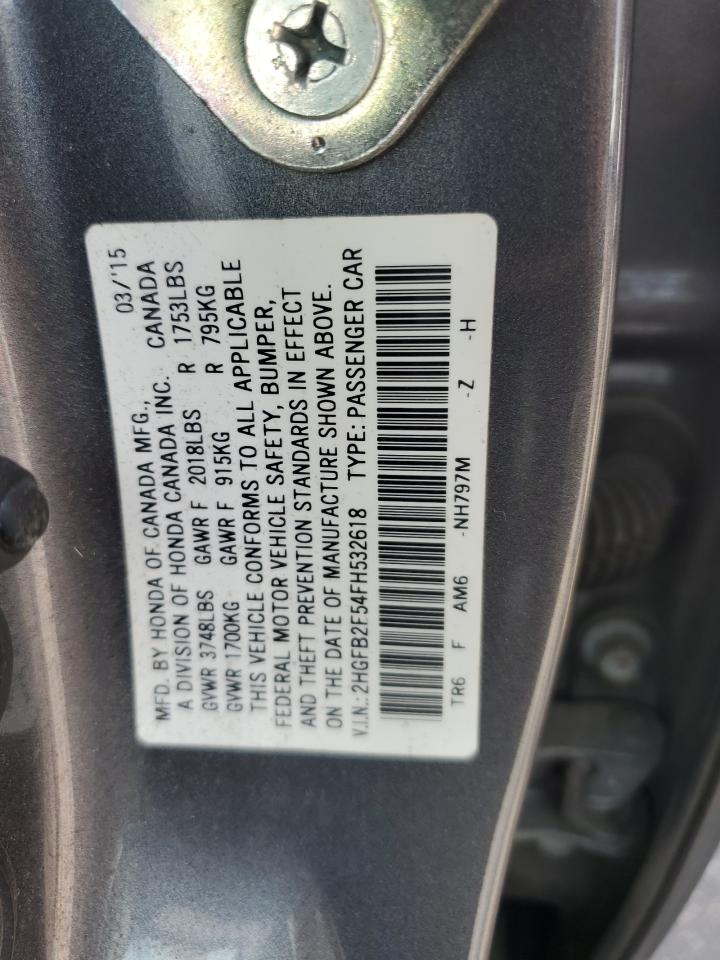 MFD. BY HONDA OF CANADA MFG., 03/'15
A DIVISION OF HONDA CANADA INC. CANADA
GVWR 3748LBS GAWR F 2018LBS R 1753LBS
GVWR 1700KG GAWR F 915KG R 795KG
THIS VEHICLE CONFORMS TO ALL APPLICABLE
FEDERAL MOTOR VEHICLE SAFETY, BUMPER,
AND THEFT PREVENTION STANDARDS IN EFFECT
ON THE DATE OF MANUFACTURE SHOWN ABOVE.
V.I.N.: 2HGFB2F54FH532618 TYPE: PASSENGER CAR
TR6 F AM6 -NH797M -Z -H